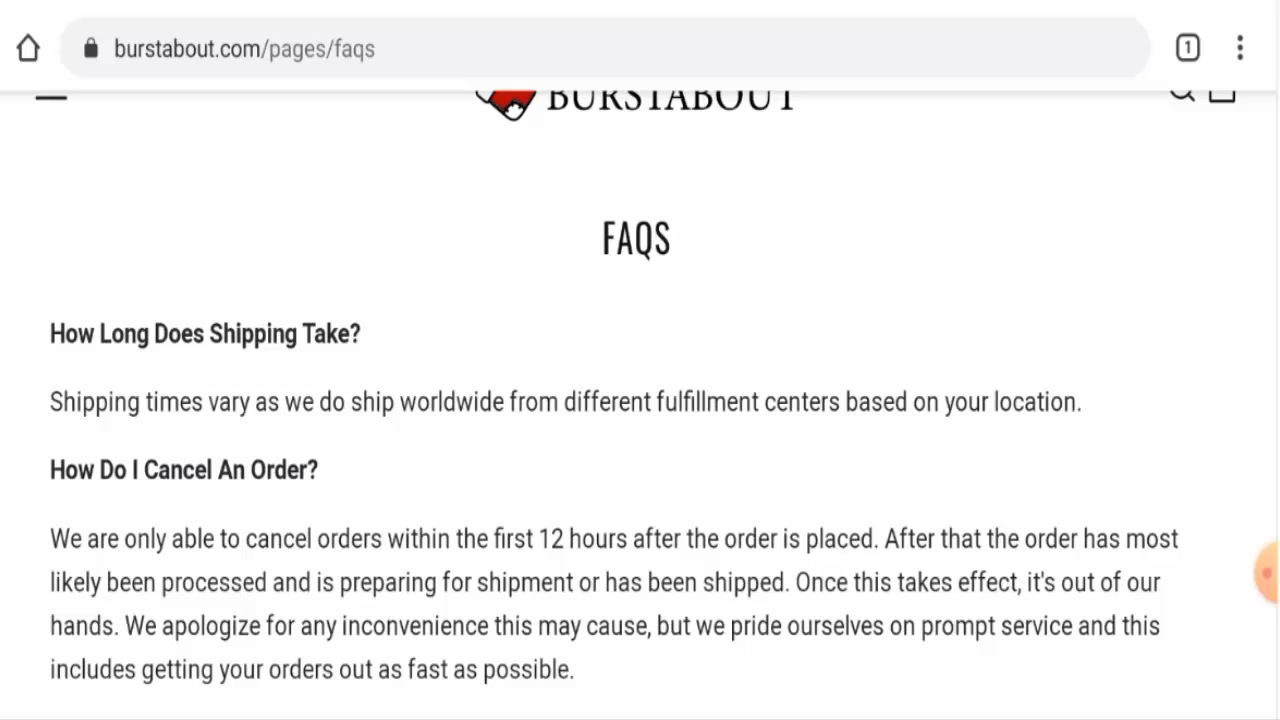 burstabout.com/pages/faqs
1
BURSTABOUT
FAQS
How Long Does Shipping Take?
Shipping times vary as we do ship worldwide from different fulfillment centers based on your location.
How Do I Cancel An Order?
We are only able to cancel orders within the first 12 hours after the order is placed. After that the order has most
likely been processed and is preparing for shipment or has been shipped. Once this takes effect, it's out of our
hands. We apologize for any inconvenience this may cause, but we pride ourselves on prompt service and this
includes getting your orders out as fast as possible.